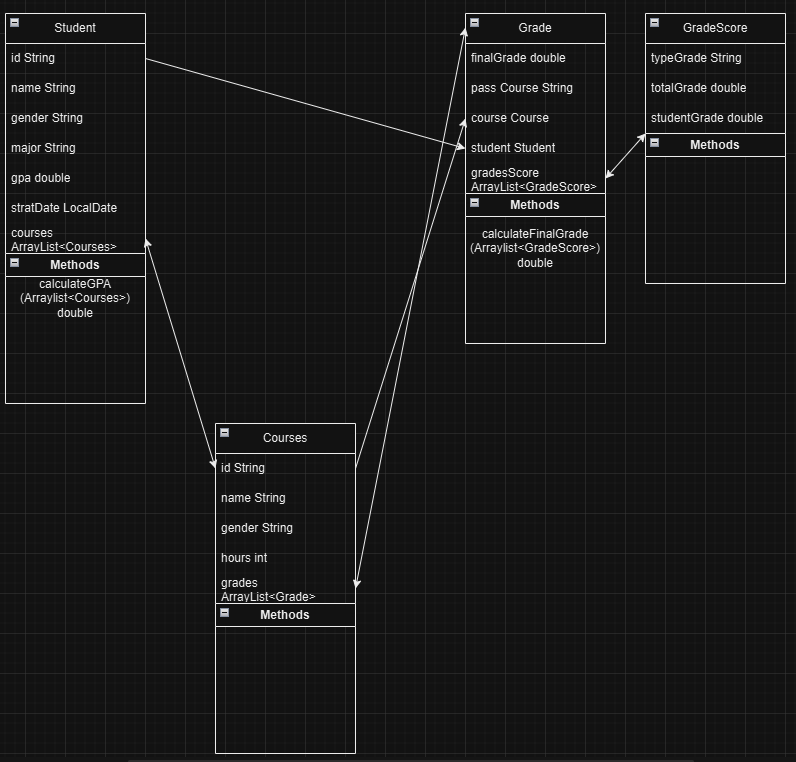 Student
id String
name String
gender String
major String
gpa double
stratDate LocalDate
courses
ArrayList<Courses>
Methods
calculateGPA
(Arraylist<Courses>)
double
Grade
finalGrade double
pass Course String
course Course
student Student
gradesScore
ArrayList<GradeScore>
Methods
calculateFinalGrade
(Arraylist<GradeScore>)
double
GradeScore
typeGrade String
totalGrade double
studentGrade double
Methods
Courses
id String
name String
gender String
hours int
grades
ArrayList<Grade>
Methods